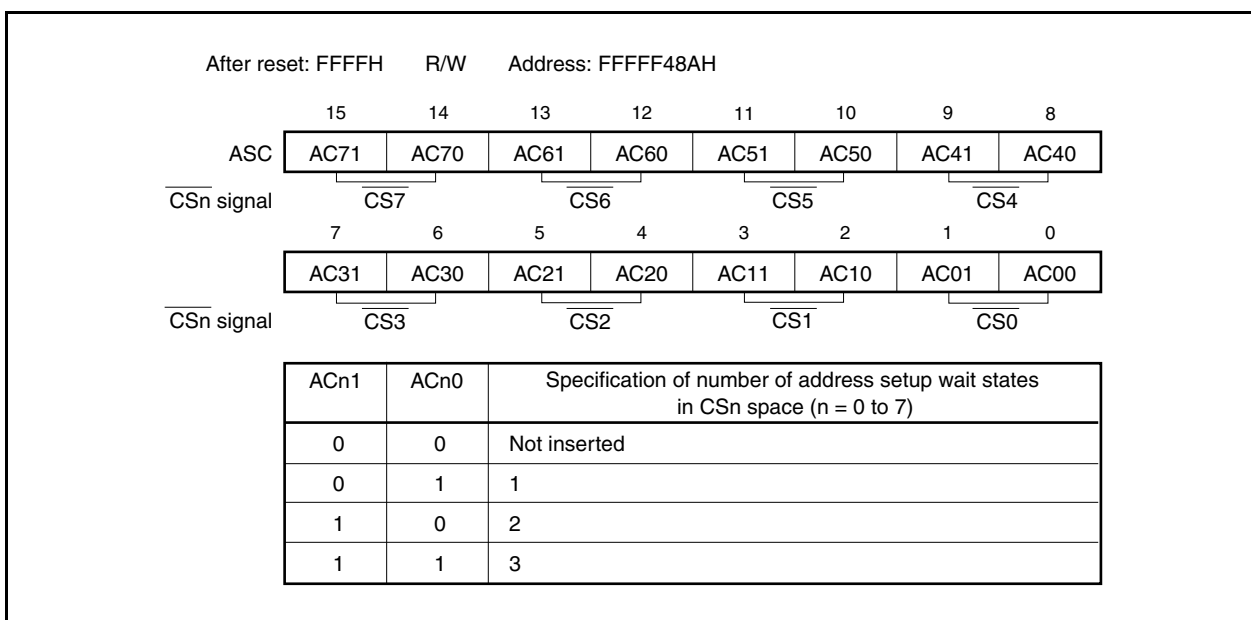 After reset: FFFFH R/W Address: FFFFF48AH
15 14 13 12 11 10 9 8
ASC AC71 AC70 AC61 AC60 AC51 AC50 AC41 AC40
CSn signal CS7 CS6 CS5 CS4
7 6 5 4 3 2 1 0
AC31 AC30 AC21 AC20 AC11 AC10 AC01 AC00
CSn signal CS3 CS2 CS1 CS0
ACn1 ACn0 Specification of number of address setup wait states
in CSn space (n = 0 to 7)
0 0 Not inserted
0 1 1
1 0 2
1 1 3